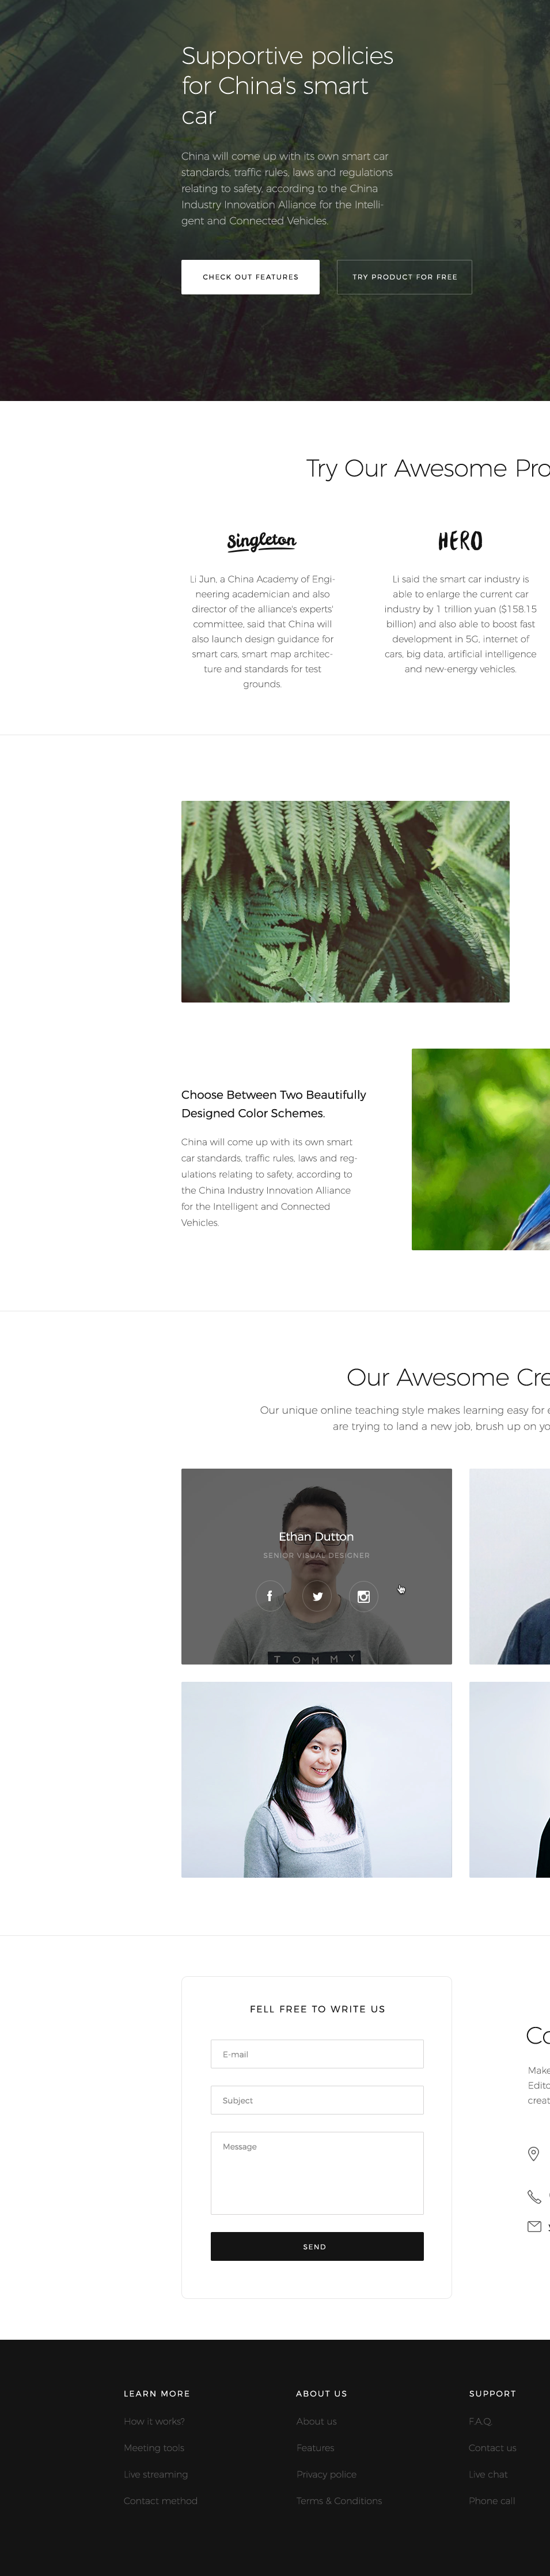 Supportive policies
for China's smart
car
China will come up with its own smart car
standards, traffic rules, laws and regulations
relating to safety, according to the China
Industry Innovation Alliance for the Intelli-
gent and Connected Vehicles.
CHECK OUT FEATURES
TRY PRODUCT FOR FREE
Try Our Awesome Pro
Singleton
Li Jun, a China Academy of Engi-
neering academician and also
director of the alliance's experts'
committee, said that China will
also launch design guidance for
smart cars, smart map architec-
ture and standards for test
grounds.
HERO
Li said the smart car industry is
able to enlarge the current car
industry by 1 trillion yuan ($158.15
billion) and also able to boost fast
development in 5G, internet of
cars, big data, artificial intelligence
and new-energy vehicles.
Choose Between Two Beautifully
Designed Color Schemes.
China will come up with its own smart
car standards, traffic rules, laws and reg-
ulations relating to safety, according to
the China Industry Innovation Alliance
for the Intelligent and Connected
Vehicles.
Our Awesome Cre
Our unique online teaching style makes learning easy for
are trying to land a new job, brush up on yo
Ethan Dutton
SENIOR VISUAL DESIGNER
TOMMY
FELL FREE TO WRITE US
E-mail
Subject
Message
SEND
Co
Make
Edito
creat
LEARN MORE
How it works?
Meeting tools
Live streaming
Contact method
ABOUT US
About us
Features
Privacy police
Terms & Conditions
SUPPORT
F.A.Q.
Contact us
Live chat
Phone call